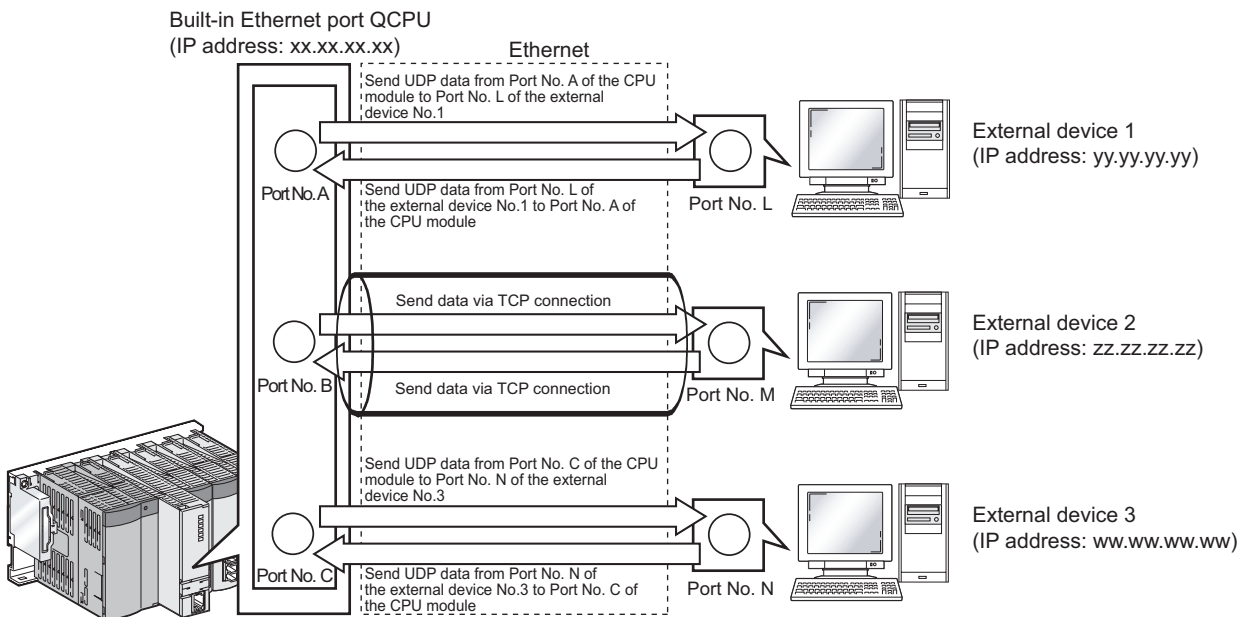 Built-in Ethernet port QCPU
(IP address: xx.xx.xx.xx)
Ethernet
Send UDP data from Port No. A of the CPU
module to Port No. L of the external
device No.1
Port No. A
Send UDP data from Port No. L of
the external device No.1 to Port No. A of
the CPU module
Port No. L
External device 1
(IP address: yy.yy.yy.yy)
Send data via TCP connection
Port No. B
Send data via TCP connection
Port No. M
External device 2
(IP address: zz.zz.zz.zz)
Send UDP data from Port No. C of the CPU
module to Port No. N of the external
device No.3
Port No. C
Send UDP data from Port No. N of
the external device No.3 to Port No. C of
the CPU module
Port No. N
External device 3
(IP address: ww.ww.ww.ww)